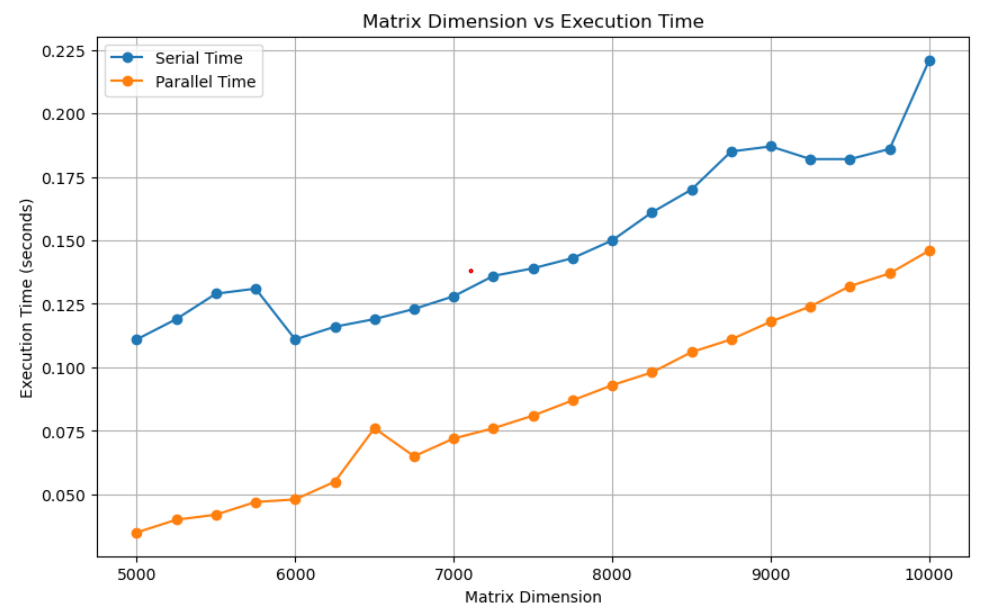 Matrix Dimension vs Execution Time
Serial Time
Parallel Time
Execution Time (seconds)
0.225
0.200
0.175
0.150
0.125
0.100
0.075
0.050
5000 6000 7000 8000 9000 10000
Matrix Dimension